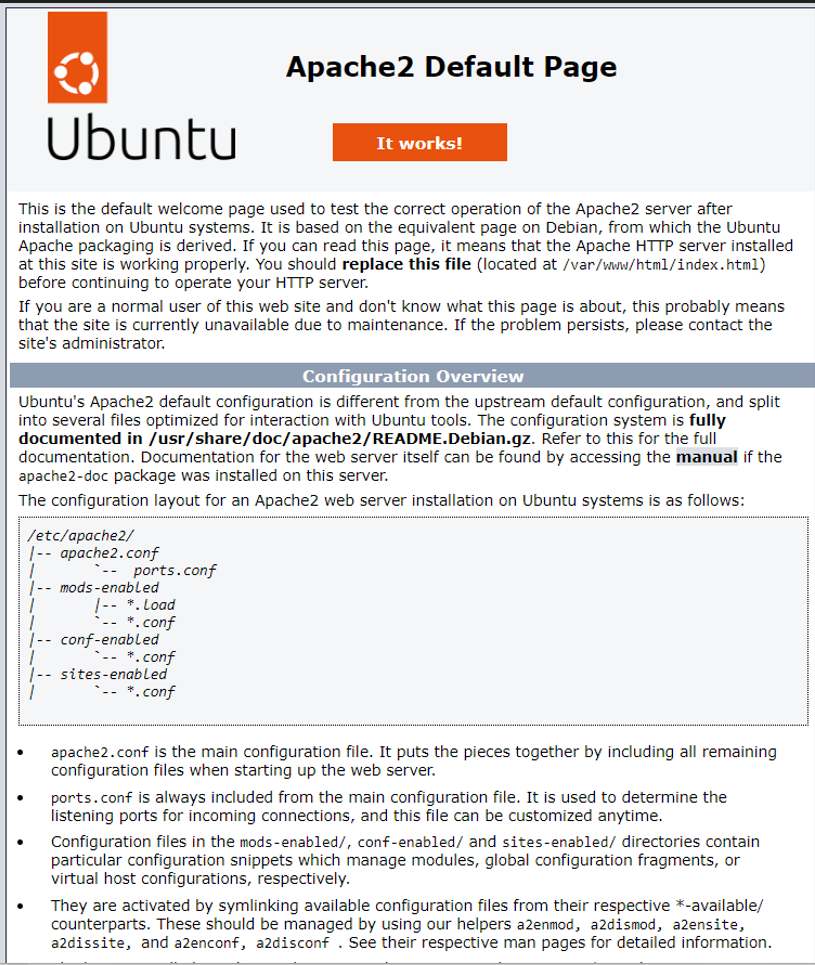 Apache2 Default Page
Ubuntu
It works!
This is the default welcome page used to test the correct operation of the Apache2 server after
installation on Ubuntu systems. It is based on the equivalent page on Debian, from which the Ubuntu
Apache packaging is derived. If you can read this page, it means that the Apache HTTP server installed
at this site is working properly. You should replace this file (located at /var/www/html/index.html)
before continuing to operate your HTTP server.
If you are a normal user of this web site and don't know what this page is about, this probably means
that the site is currently unavailable due to maintenance. If the problem persists, please contact the
site's administrator.
Configuration Overview
Ubuntu's Apache2 default configuration is different from the upstream default configuration, and split
into several files optimized for interaction with Ubuntu tools. The configuration system is fully
documented in /usr/share/doc/apache2/README.Debian.gz. Refer to this for the full
documentation. Documentation for the web server itself can be found by accessing the manual if the
apache2-doc package was installed on this server.
The configuration layout for an Apache2 web server installation on Ubuntu systems is as follows:
/etc/apache2/
|-- apache2.conf
|       `--  ports.conf
|-- mods-enabled
|       |-- *.load
|       `-- *.conf
|-- conf-enabled
|       `-- *.conf
|-- sites-enabled
|       `-- *.conf
• apache2.conf is the main configuration file. It puts the pieces together by including all remaining
configuration files when starting up the web server.
• ports.conf is always included from the main configuration file. It is used to determine the
listening ports for incoming connections, and this file can be customized anytime.
• Configuration files in the mods-enabled/, conf-enabled/ and sites-enabled/ directories contain
particular configuration snippets which manage modules, global configuration fragments, or
virtual host configurations, respectively.
• They are activated by symlinking available configuration files from their respective *-available/
counterparts. These should be managed by using our helpers a2enmod, a2dismod, a2ensite,
a2dissite, and a2enconf, a2disconf . See their respective man pages for detailed information.